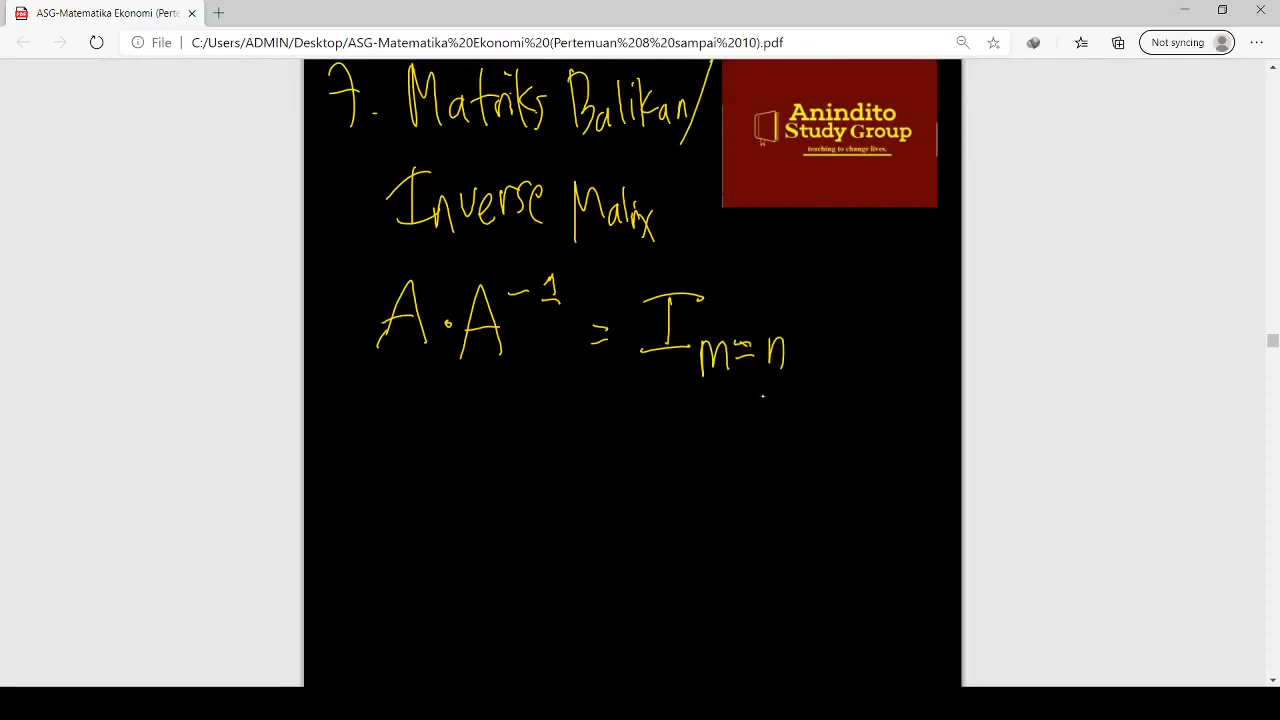 ASG-Matematika Ekonomi (Perte
File
C:/Users/ADMIN/Desktop/ASG-Matematika%20Ekonomi%20(Pertemuan%208%20sampai%2010).pdf
Not syncing
7. Matriks Balikan/
Inverse Matrix
A · A⁻¹ = I m=n
Anindito
Study Group
teaching to change lives.